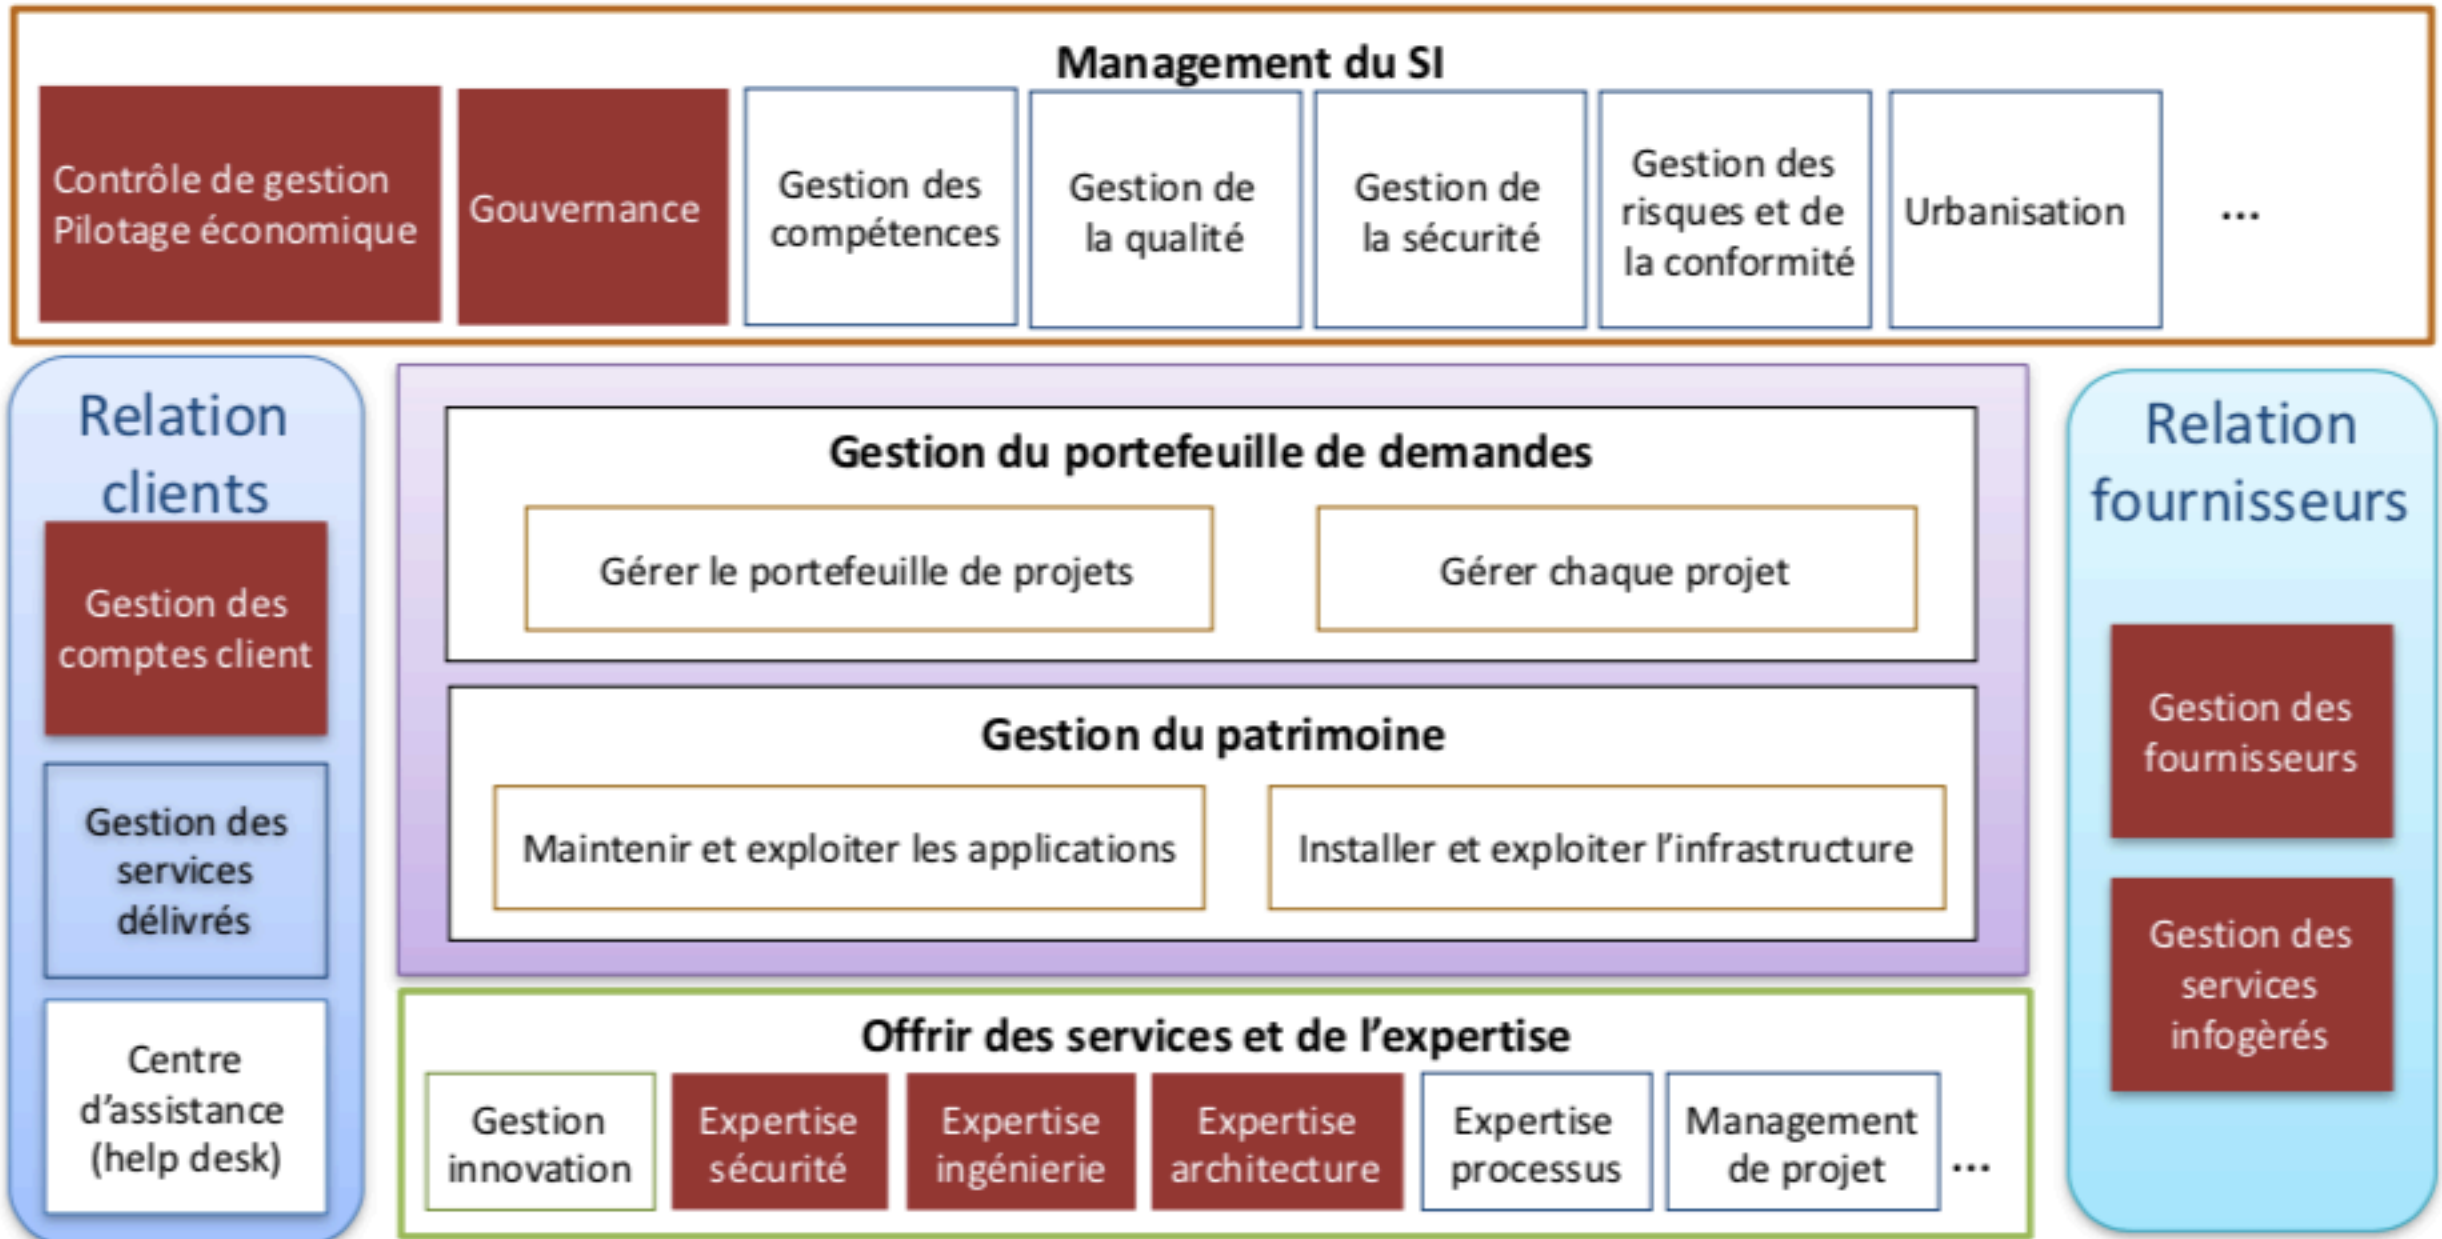 Management du SI
Contrôle de gestion
Pilotage économique
Gouvernance
Gestion des
compétences
Gestion de
la qualité
Gestion de
la sécurité
Gestion des
risques et de
la conformité
Urbanisation
...
Relation
clients
Gestion des
comptes client
Gestion des
services
délivrés
Centre
d'assistance
(help desk)
Gestion du portefeuille de demandes
Gérer le portefeuille de projets
Gérer chaque projet
Gestion du patrimoine
Maintenir et exploiter les applications
Installer et exploiter l'infrastructure
Offrir des services et de l'expertise
Gestion
innovation
Expertise
sécurité
Expertise
ingénierie
Expertise
architecture
Expertise
processus
Management
de projet
...
Relation
fournisseurs
Gestion des
fournisseurs
Gestion des
services
infogèrés